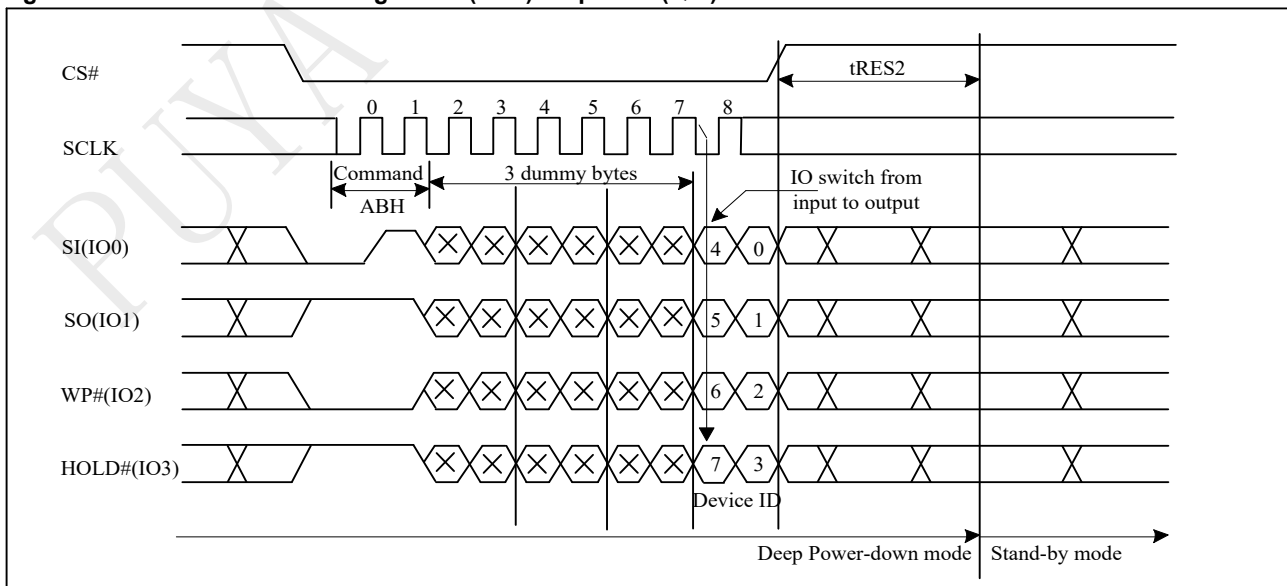 PUYA
CS#
tRES2
0 1 2 3 4 5 6 7 8
SCLK
Command
3 dummy bytes
IO switch from
input to output
ABH
SI(IO0)
4 0
SO(IO1)
5 1
WP#(IO2)
6 2
HOLD#(IO3)
7 3
Device ID
Deep Power-down mode
Stand-by mode